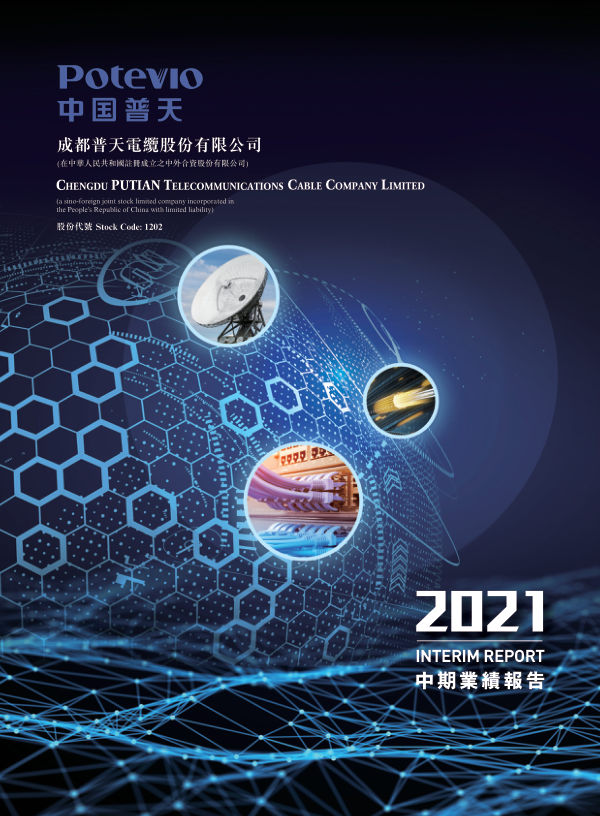 Potevio
中国普天
成都普天電纜股份有限公司
(在中華人民共和國註冊成立之中外合資股份有限公司)
CHENGDU PUTIAN TELECOMMUNICATIONS CABLE COMPANY LIMITED
(a sino-foreign joint stock limited company incorporated in
the People's Republic of China with limited liability)
股份代號 Stock Code: 1202
2021
INTERIM REPORT
中期業績報告